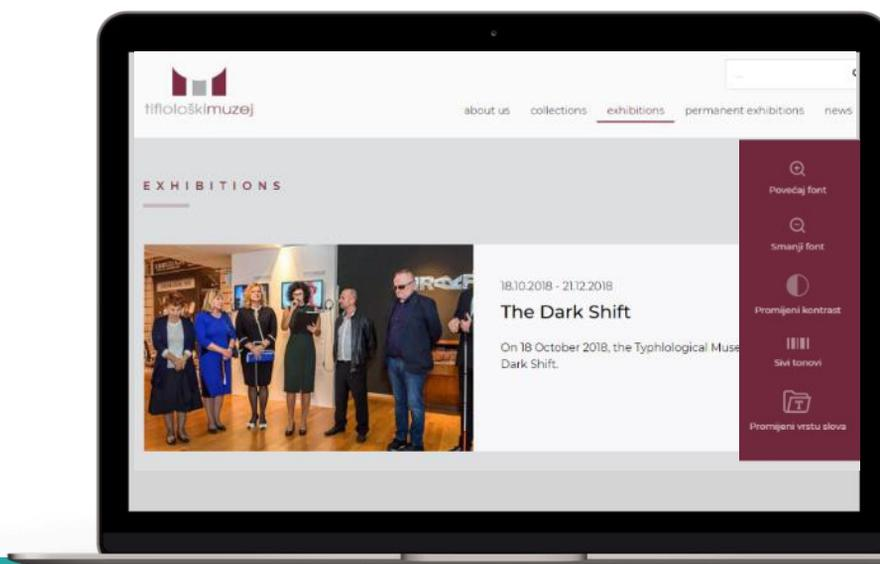 tiflološkimuzej
about us collections exhibitions permanent exhibitions news
EXHIBITIONS
18.10.2018 - 21.12.2018
The Dark Shift
On 18 October 2018, the Typhlological Muse
Dark Shift.
Povećaj font
Smanji font
Promijeni kontrast
Sivi tonovi
Promijeni vrstu slova